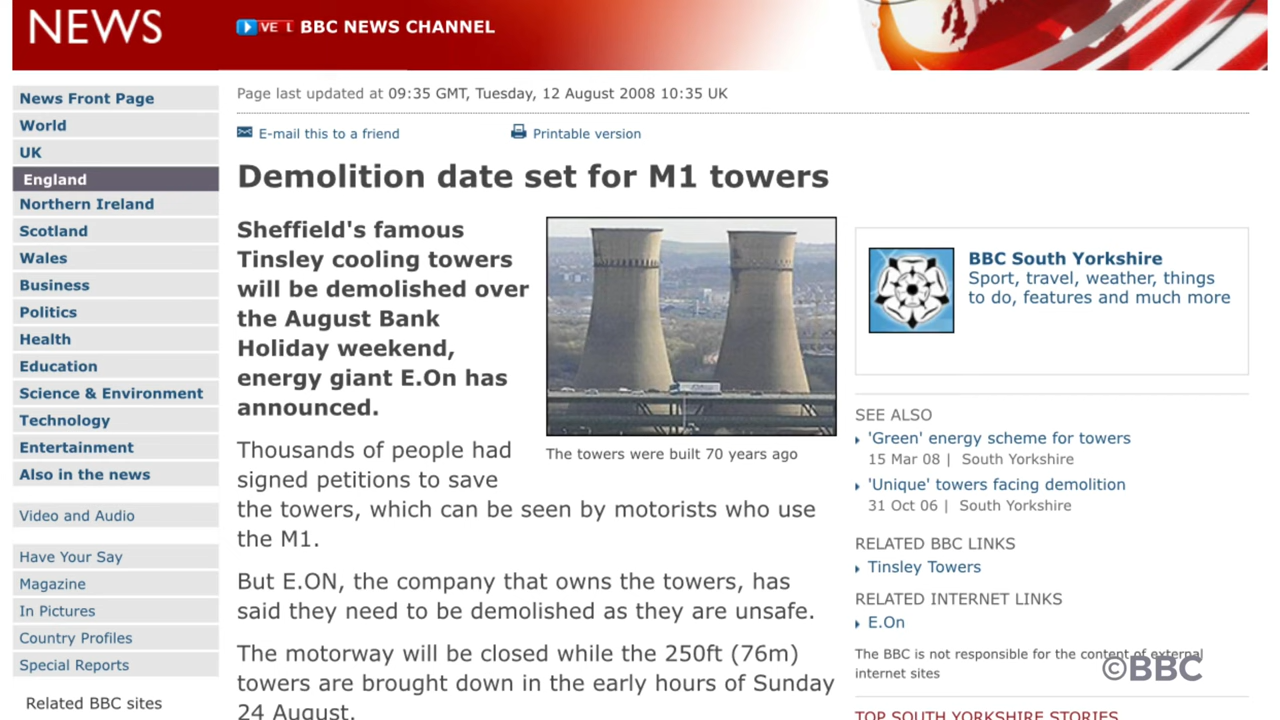 NEWS
BBC NEWS CHANNEL
News Front Page
World
UK
England
Northern Ireland
Scotland
Wales
Business
Politics
Health
Education
Science & Environment
Technology
Entertainment
Also in the news
Video and Audio
Have Your Say
Magazine
In Pictures
Country Profiles
Special Reports
Related BBC sites
Page last updated at 09:35 GMT, Tuesday, 12 August 2008 10:35 UK
E-mail this to a friend
Printable version
Demolition date set for M1 towers
Sheffield's famous
Tinsley cooling towers
will be demolished over
the August Bank
Holiday weekend,
energy giant E.On has
announced.
The towers were built 70 years ago
Thousands of people had
signed petitions to save
the towers, which can be seen by motorists who use
the M1.
But E.ON, the company that owns the towers, has
said they need to be demolished as they are unsafe.
The motorway will be closed while the 250ft (76m)
towers are brought down in the early hours of Sunday
24 August.
BBC South Yorkshire
Sport, travel, weather, things
to do, features and much more
SEE ALSO
'Green' energy scheme for towers
15 Mar 08 | South Yorkshire
'Unique' towers facing demolition
31 Oct 06 | South Yorkshire
RELATED BBC LINKS
Tinsley Towers
RELATED INTERNET LINKS
E.On
The BBC is not responsible for the content of external
internet sites
©BBC
TOP SOUTH YORKSHIRE STORIES